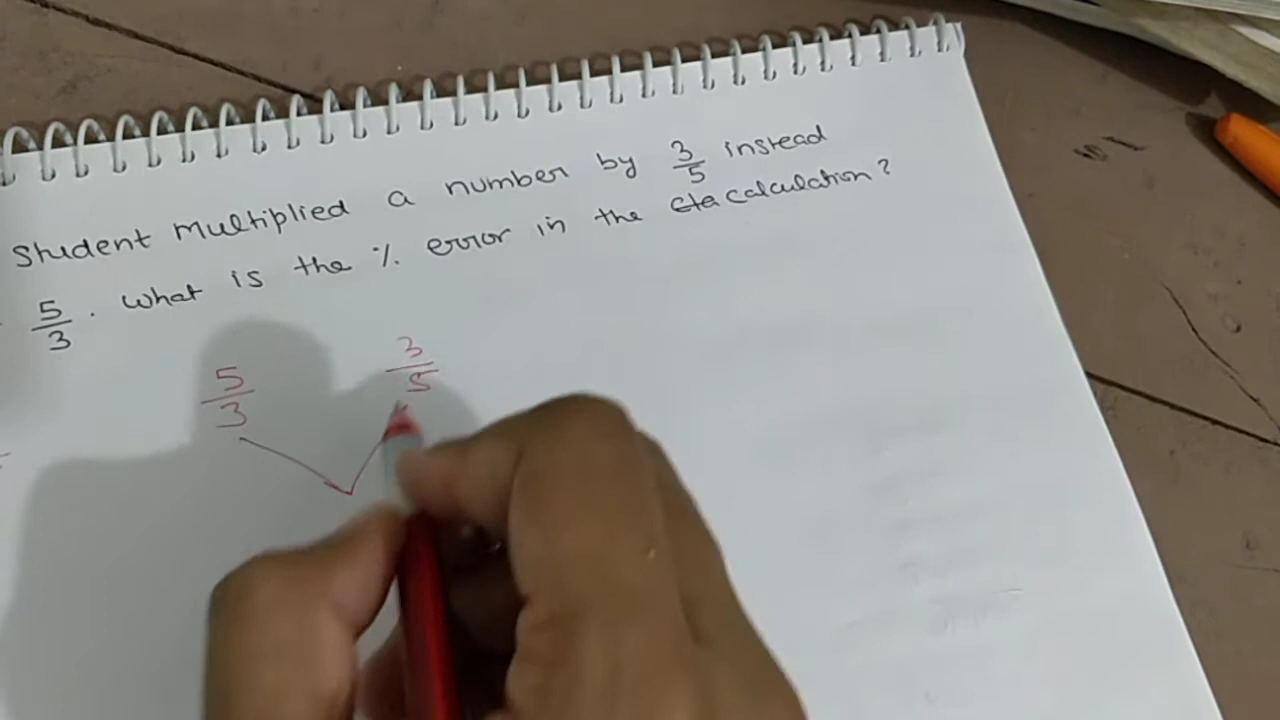 Student Multiplied a number by 3/5 instead
5/3. What is the % error in the calculation?
5/3 3/5